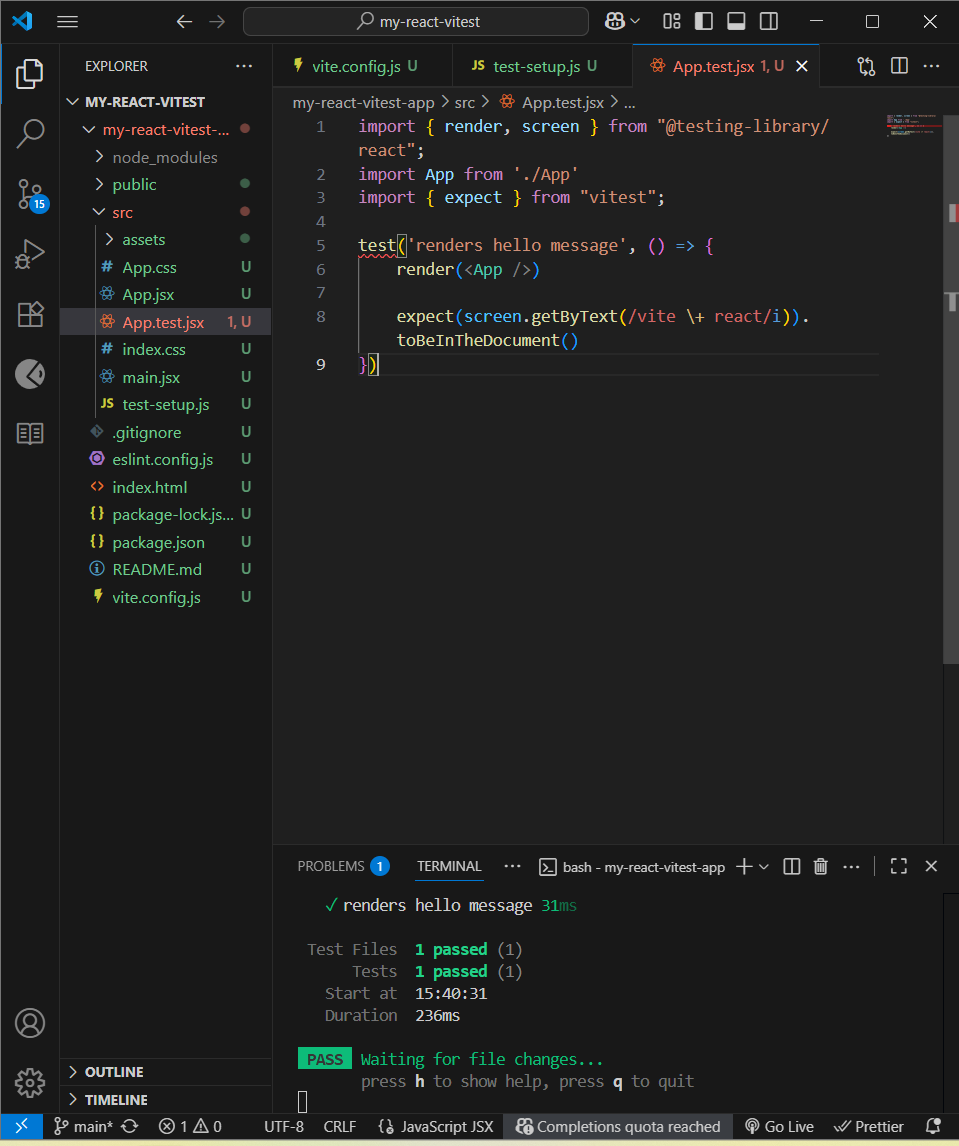 my-react-vitest
EXPLORER
MY-REACT-VITEST
my-react-vitest-...
node_modules
public
src
assets
# App.css U
App.jsx U
App.test.jsx 1, U
# index.css U
main.jsx U
JS test-setup.js U
.gitignore U
eslint.config.js U
<> index.html U
{} package-lock.js... U
{} package.json U
README.md U
vite.config.js U
15
OUTLINE
TIMELINE
vite.config.js U
JS test-setup.js U
App.test.jsx 1, U
my-react-vitest-app > src > App.test.jsx > ...
1 import { render, screen } from "@testing-library/
react";
2 import App from './App'
3 import { expect } from "vitest";
4
5 test('renders hello message', () => {
6 render(<App />)
7
8 expect(screen.getByText(/vite \+ react/i)).
toBeInTheDocument()
9 })
PROBLEMS 1 TERMINAL ... bash - my-react-vitest-app
✓ renders hello message 31ms
Test Files 1 passed (1)
Tests 1 passed (1)
Start at 15:40:31
Duration 236ms
PASS Waiting for file changes...
press h to show help, press q to quit
main* 1 0 UTF-8 CRLF {} JavaScript JSX Completions quota reached Go Live Prettier